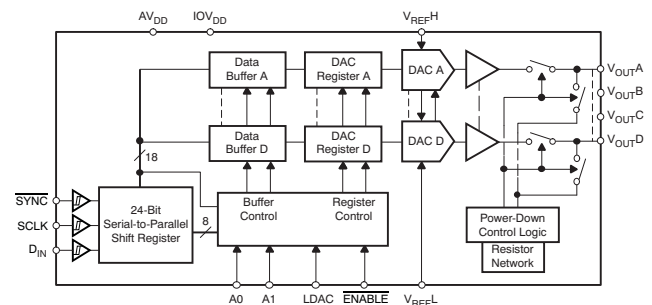 AVDD IOVDD VREFH
Data Buffer A
DAC Register A
DAC A
VOUTA
VOUTB
VOUTC
VOUTD
Data Buffer D
DAC Register D
DAC D
18
SYNC
SCLK
DIN
24-Bit
Serial-to-Parallel
Shift Register
8
Buffer
Control
Register
Control
Power-Down
Control Logic
Resistor
Network
A0 A1 LDAC ENABLE VREFL